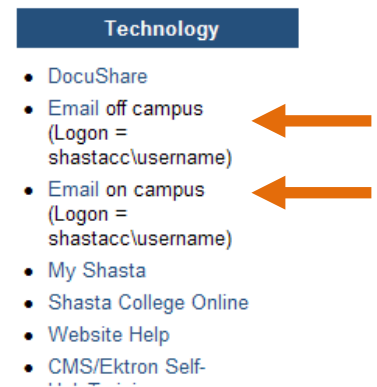 Technology
DocuShare
Email off campus
(Logon =
shastacc\username)
Email on campus
(Logon =
shastacc\username)
My Shasta
Shasta College Online
Website Help
CMS/Ektron Self-